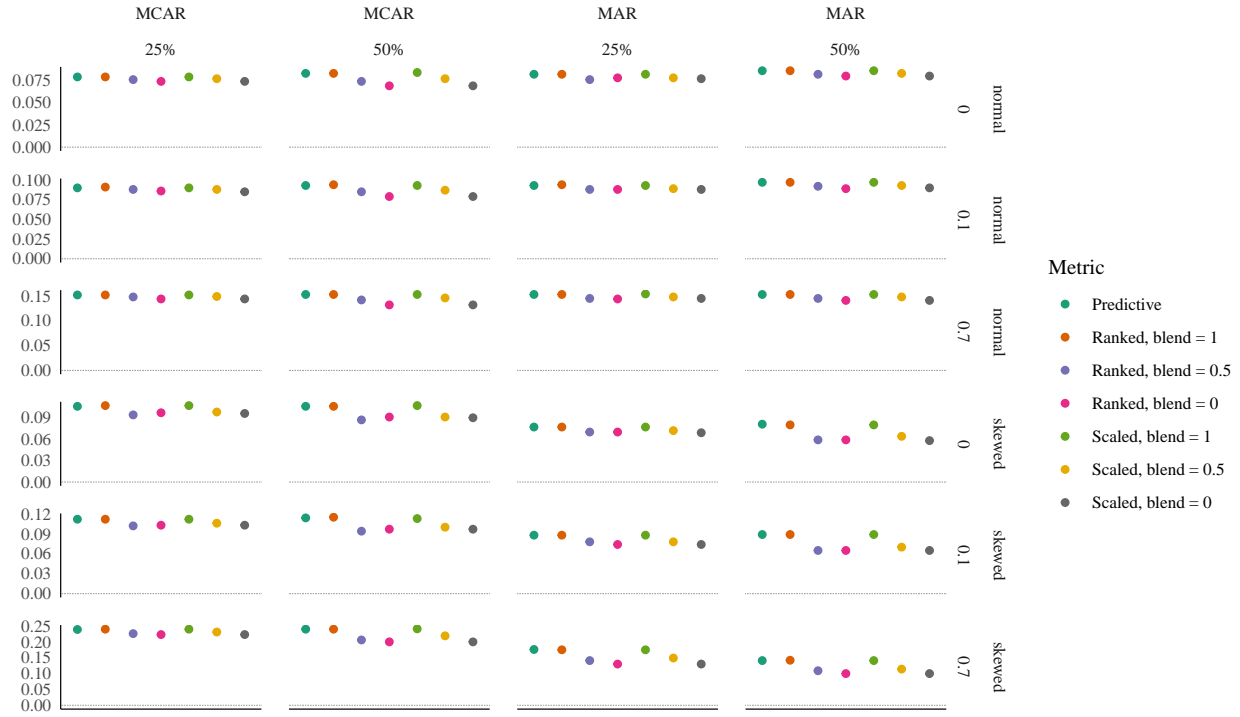 MCAR MCAR MAR MAR
25% 50% 25% 50%
0.075
0.050
0.025
0.000
0 normal
0.100
0.075
0.050
0.025
0.000
0.1 normal
0.15
0.10
0.05
0.00
0.7 normal
0.09
0.06
0.03
0.00
0 skewed
0.12
0.09
0.06
0.03
0.00
0.1 skewed
0.25
0.20
0.15
0.10
0.05
0.00
0.7 skewed
Metric
Predictive
Ranked, blend = 1
Ranked, blend = 0.5
Ranked, blend = 0
Scaled, blend = 1
Scaled, blend = 0.5
Scaled, blend = 0